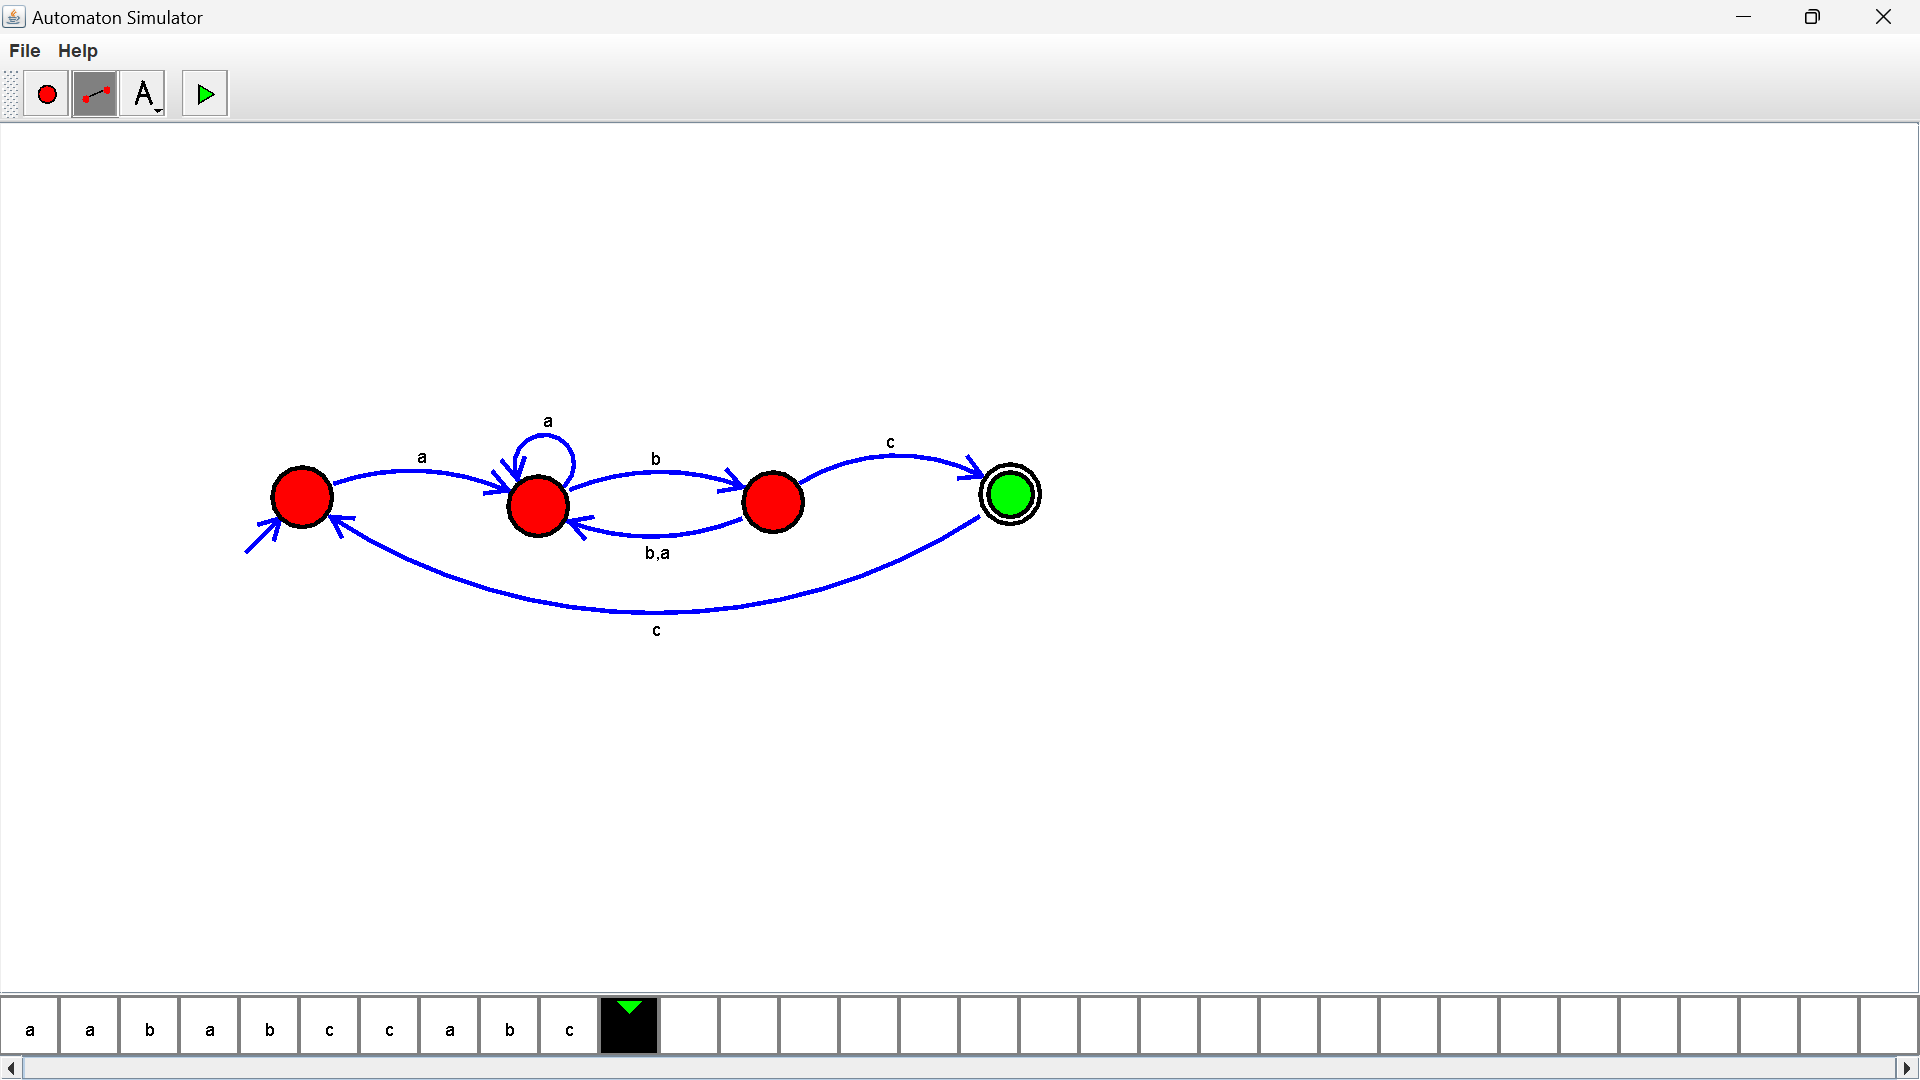 Automaton Simulator
File Help
A
a
a b c
b,a
c
a a b a b c c a b c